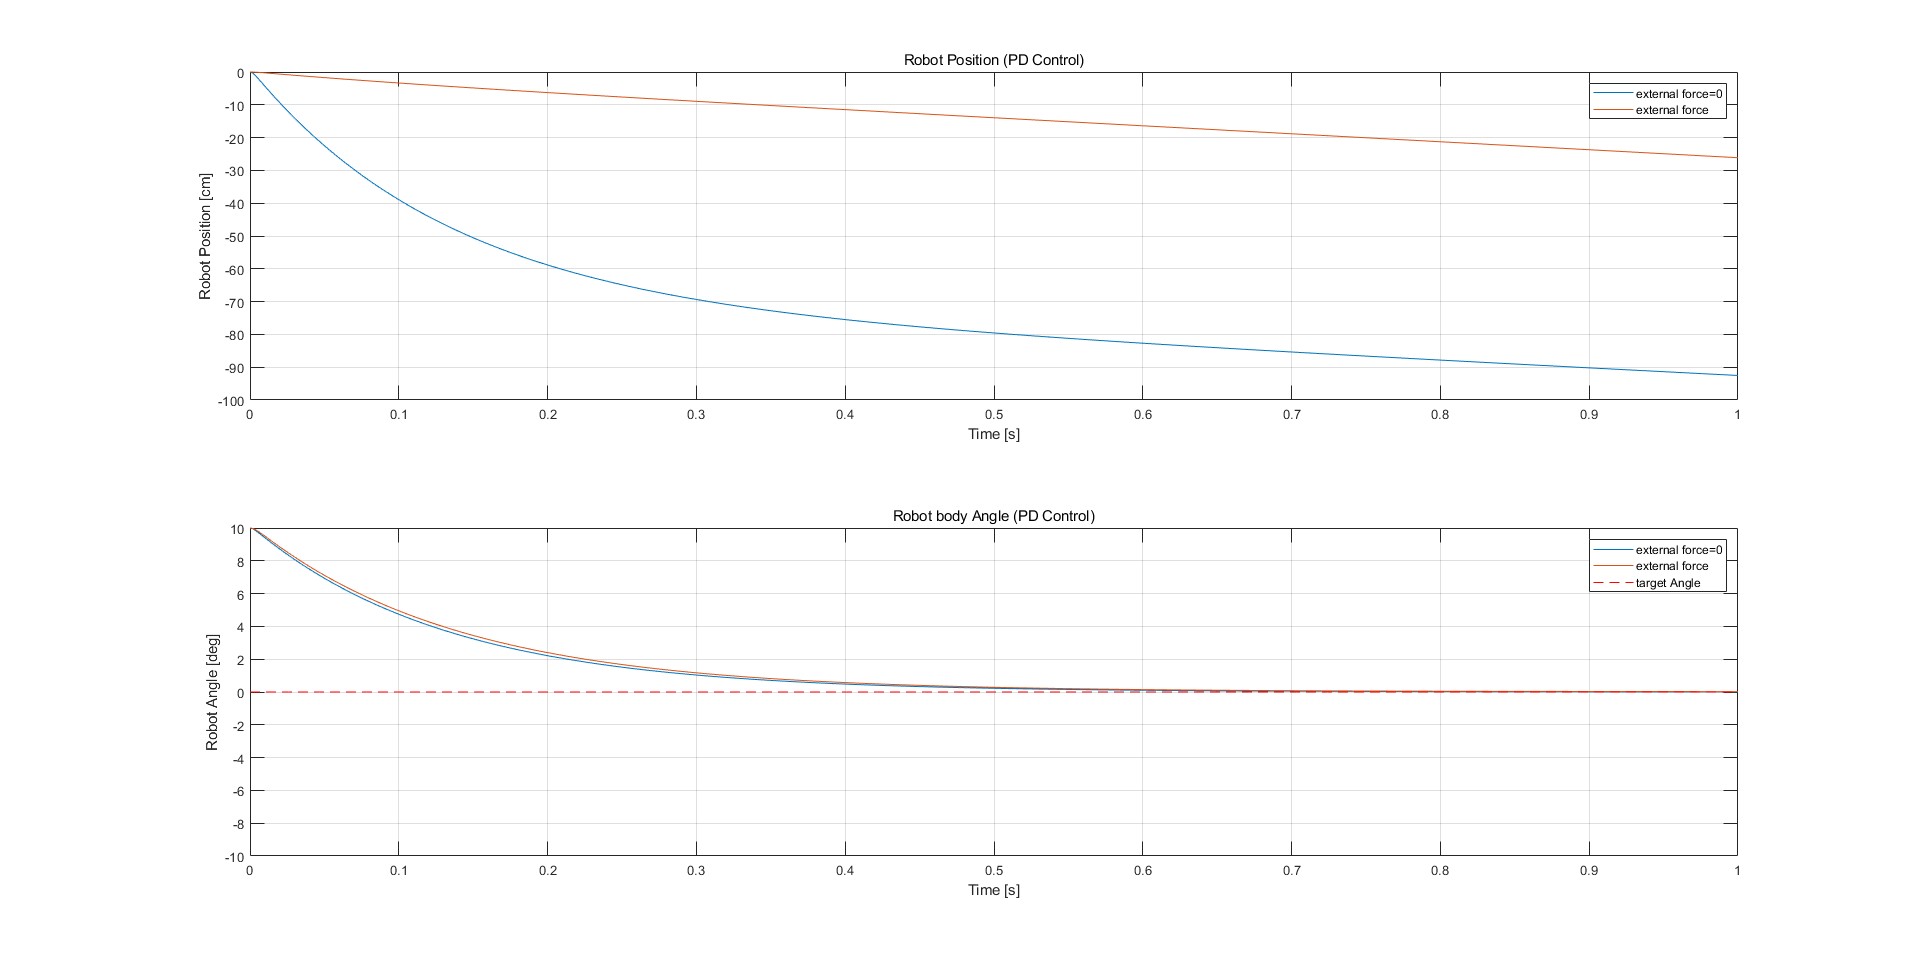 Robot Position (PD Control)
external force=0
external force
0
-10
-20
-30
-40
-50
-60
-70
-80
-90
-100
Robot Position [cm]
0 0.1 0.2 0.3 0.4 0.5 0.6 0.7 0.8 0.9 1
Time [s]
Robot body Angle (PD Control)
external force=0
external force
target Angle
10
8
6
4
2
0
-2
-4
-6
-8
-10
Robot Angle [deg]
0 0.1 0.2 0.3 0.4 0.5 0.6 0.7 0.8 0.9 1
Time [s]